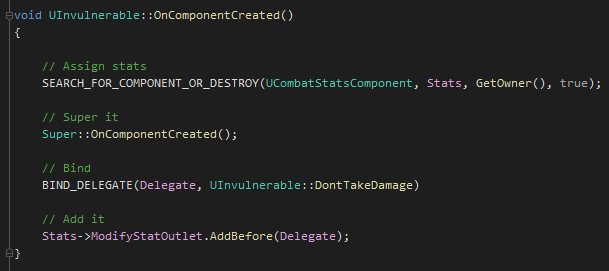 void UInvulnerable::OnComponentCreated()
{
// Assign stats
SEARCH_FOR_COMPONENT_OR_DESTROY(UCombatStatsComponent, Stats, GetOwner(), true);
// Super it
Super::OnComponentCreated();
// Bind
BIND_DELEGATE(Delegate, UInvulnerable::DontTakeDamage)
// Add it
Stats->ModifyStatOutlet.AddBefore(Delegate);
}